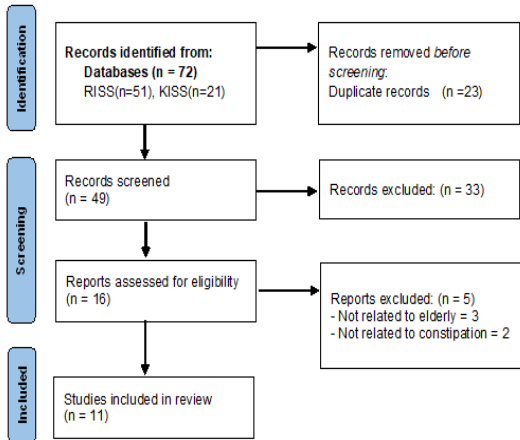 Identification
Records identified from:
Databases (n = 72)
RISS(n=51), KISS(n=21)
Records removed before
screening:
Duplicate records (n =23)
Screening
Records screened
(n = 49)
Records excluded: (n = 33)
Reports assessed for eligibility
(n = 16)
Reports excluded: (n = 5)
- Not related to elderly = 3
- Not related to constipation = 2
Included
Studies included in review
(n = 11)